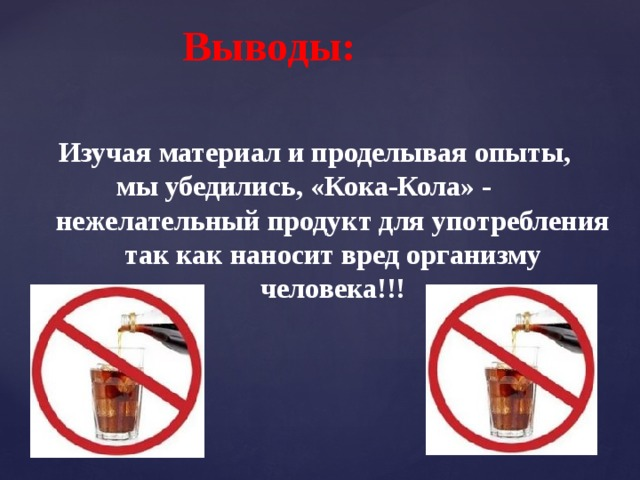 Выводы:
Изучая материал и проделывая опыты,
мы убедились, «Кока-Кола» -
нежелательный продукт для употребления
так как наносит вред организму
человека!!!